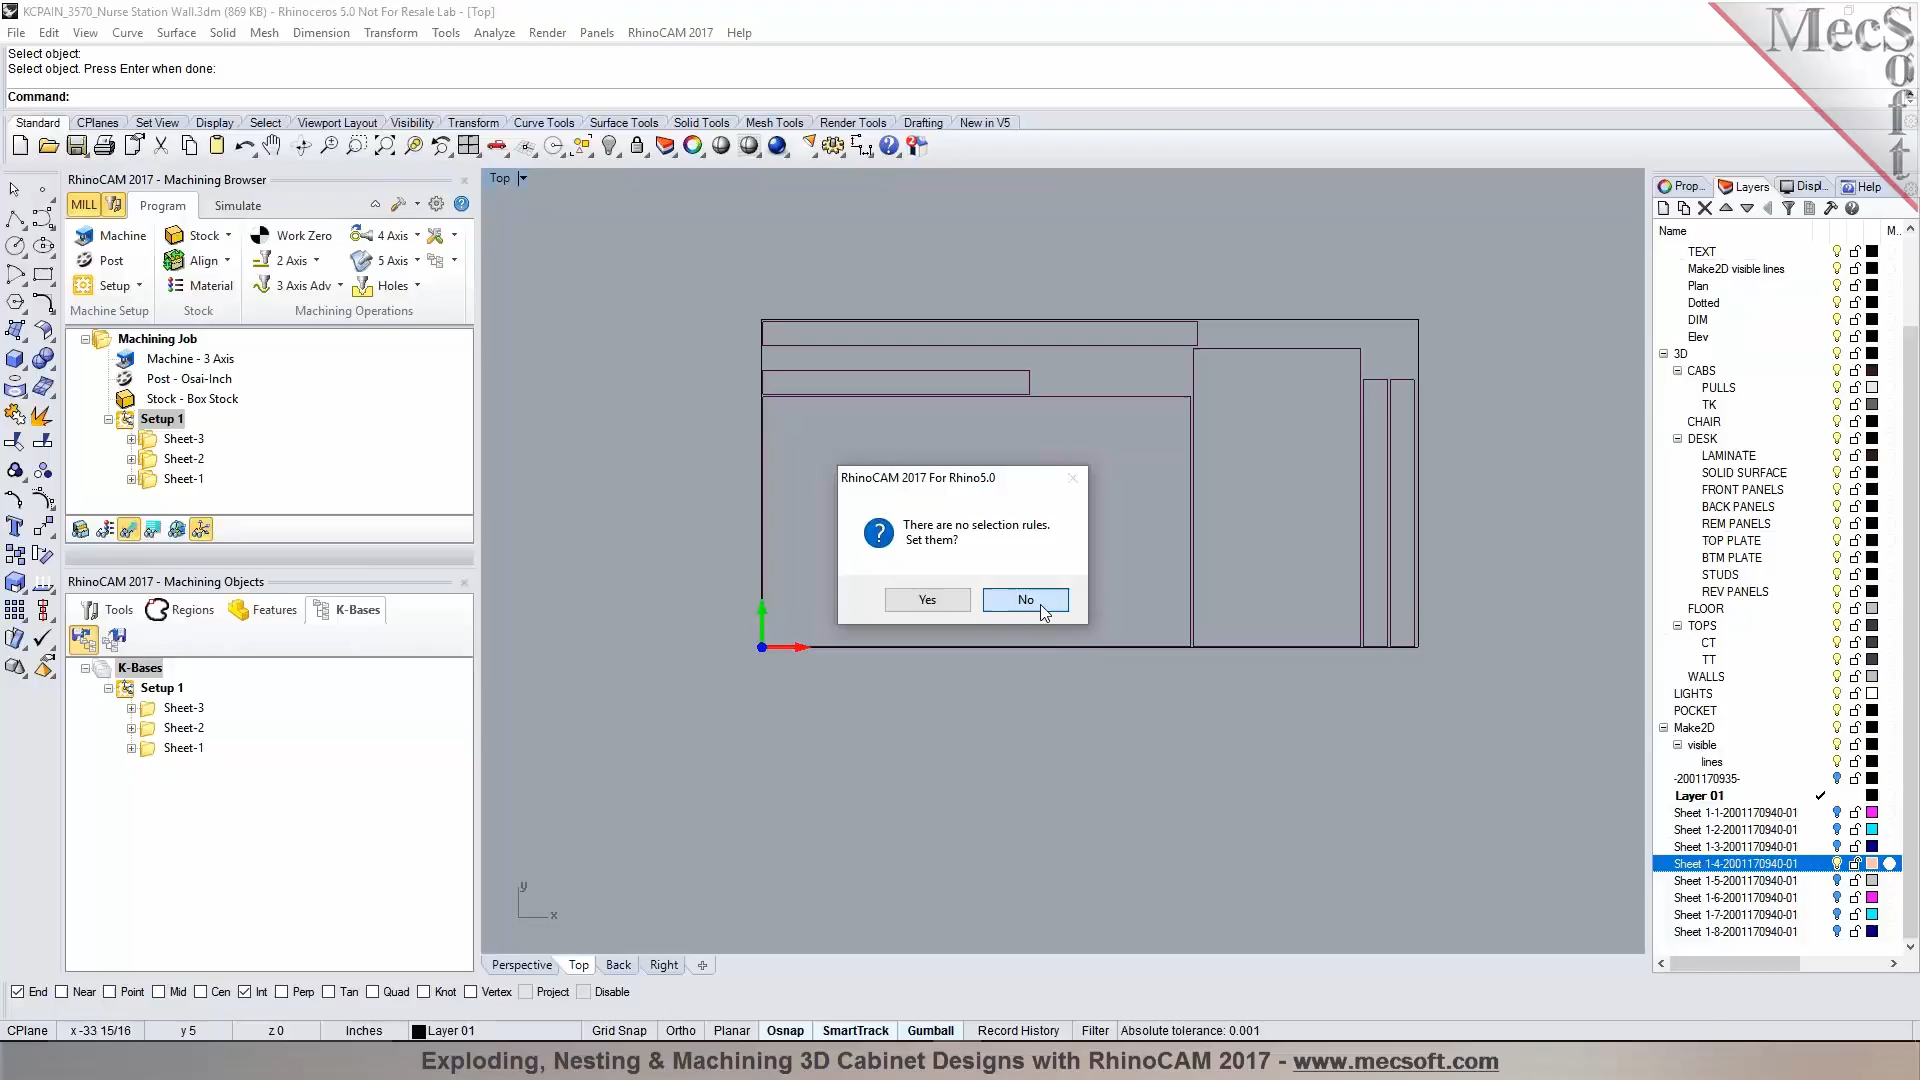 KCPAIN_3570_Nurse Station Wall.3dm (869 KB) - Rhinoceros 5.0 Not For Resale Lab - [Top]
File Edit View Curve Surface Solid Mesh Dimension Transform Tools Analyze Render Panels RhinoCAM 2017 Help
MecSoft
Select object:
Select object. Press Enter when done:
Command:
Standard CPlanes Set View Display Select Viewport Layout Visibility Transform Curve Tools Surface Tools Solid Tools Mesh Tools Render Tools Drafting New in V5
RhinoCAM 2017 - Machining Browser
MILL Program Simulate
Machine Stock Work Zero 4 Axis
Post Align 2 Axis 5 Axis
Setup Material 3 Axis Adv Holes
Machine Setup Stock Machining Operations
Machining Job
Machine - 3 Axis
Post - Osai-Inch
Stock - Box Stock
Setup 1
Sheet-3
Sheet-2
Sheet-1
RhinoCAM 2017 - Machining Objects
Tools Regions Features K-Bases
K-Bases
Setup 1
Sheet-3
Sheet-2
Sheet-1
Top
RhinoCAM 2017 For Rhino5.0
There are no selection rules.
Set them?
Yes No
y
x
Perspective Top Back Right
Prop... Layers Displ... Help
Name M..
TEXT
Make2D visible lines
Plan
Dotted
DIM
Elev
3D
CABS
PULLS
TK
CHAIR
DESK
LAMINATE
SOLID SURFACE
FRONT PANELS
BACK PANELS
REM PANELS
TOP PLATE
BTM PLATE
STUDS
REV PANELS
FLOOR
TOPS
CT
TT
WALLS
LIGHTS
POCKET
Make2D
visible
lines
-2001170935-
Layer 01
Sheet 1-1-2001170940-01
Sheet 1-2-2001170940-01
Sheet 1-3-2001170940-01
Sheet 1-4-2001170940-01
Sheet 1-5-2001170940-01
Sheet 1-6-2001170940-01
Sheet 1-7-2001170940-01
Sheet 1-8-2001170940-01
End Near Point Mid Cen Int Perp Tan Quad Knot Vertex Project Disable
CPlane x -33 15/16 y 5 z 0 Inches Layer 01 Grid Snap Ortho Planar Osnap SmartTrack Gumball Record History Filter Absolute tolerance: 0.001
Exploding, Nesting & Machining 3D Cabinet Designs with RhinoCAM 2017 - www.mecsoft.com